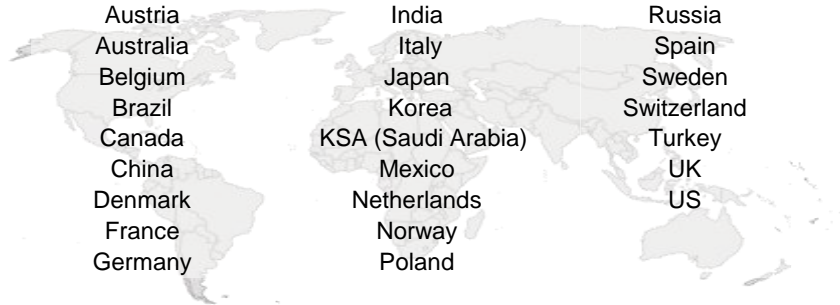 Austria
Australia
Belgium
Brazil
Canada
China
Denmark
France
Germany
India
Italy
Japan
Korea
KSA (Saudi Arabia)
Mexico
Netherlands
Norway
Poland
Russia
Spain
Sweden
Switzerland
Turkey
UK
US